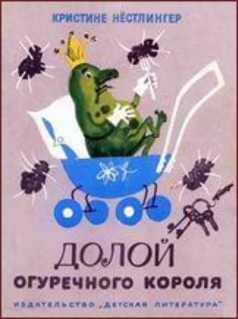 КРИСТИНЕ НЁСТЛИНГЕР
ДОЛОЙ
ОГУРЕЧНОГО КОРОЛЯ
ИЗДАТЕЛЬСТВО „ДЕТСКАЯ ЛИТЕРАТУРА"